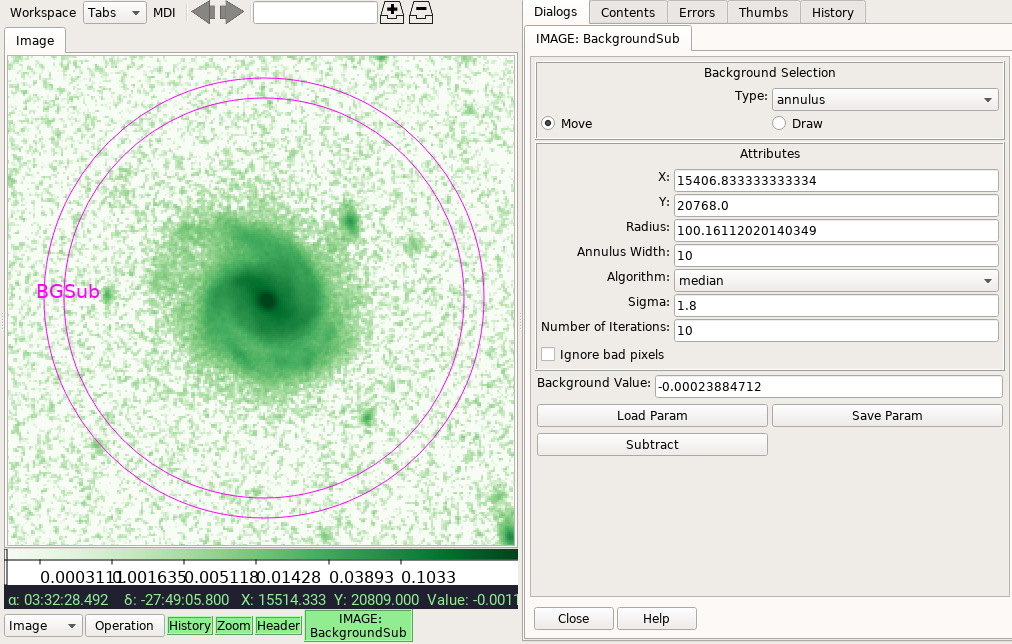 Workspace Tabs MDI
Image
BGSub
0.0003111 0.001635 0.005118 0.01428 0.03893 0.1033
α: 03:32:28.492 δ: -27:49:05.800 X: 15514.333 Y: 20809.000 Value: -0.0011
Image Operation History Zoom Header IMAGE: BackgroundSub
Dialogs Contents Errors Thumbs History
IMAGE: BackgroundSub
Background Selection
Type: annulus
Move Draw
Attributes
X: 15406.833333333334
Y: 20768.0
Radius: 100.16112020140349
Annulus Width: 10
Algorithm: median
Sigma: 1.8
Number of Iterations: 10
Ignore bad pixels
Background Value: -0.00023884712
Load Param Save Param
Subtract
Close Help